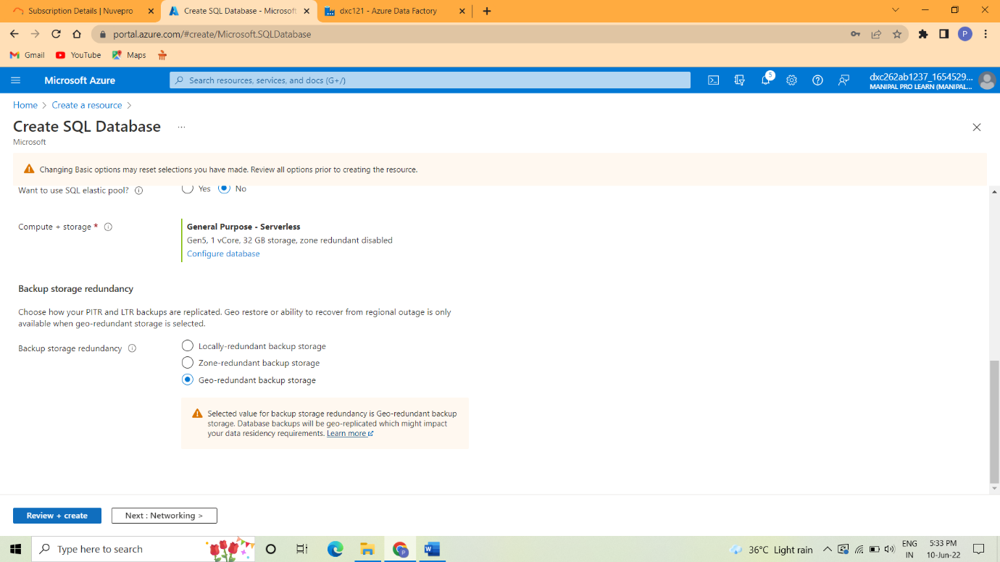 Subscription Details | Nuvepro
Create SQL Database - Microsoft
dxc121 - Azure Data Factory
portal.azure.com/#create/Microsoft.SQLDatabase
P
Gmail
YouTube
Maps
Microsoft Azure
Search resources, services, and docs (G+/)
5
dxc262ab1237_1654529...
MANIPAL PRO LEARN (MANIPAL...
Home > Create a resource >
Create SQL Database ...
Microsoft
Changing Basic options may reset selections you have made. Review all options prior to creating the resource.
Want to use SQL elastic pool?
Yes
No
Compute + storage *
General Purpose - Serverless
Gen5, 1 vCore, 32 GB storage, zone redundant disabled
Configure database
Backup storage redundancy
Choose how your PITR and LTR backups are replicated. Geo restore or ability to recover from regional outage is only
available when geo-redundant storage is selected.
Backup storage redundancy
Locally-redundant backup storage
Zone-redundant backup storage
Geo-redundant backup storage
Selected value for backup storage redundancy is Geo-redundant backup
storage. Database backups will be geo-replicated which might impact
your data residency requirements. Learn more
Review + create
Next : Networking >
Type here to search
36°C Light rain
ENG
IN
5:33 PM
10-Jun-22